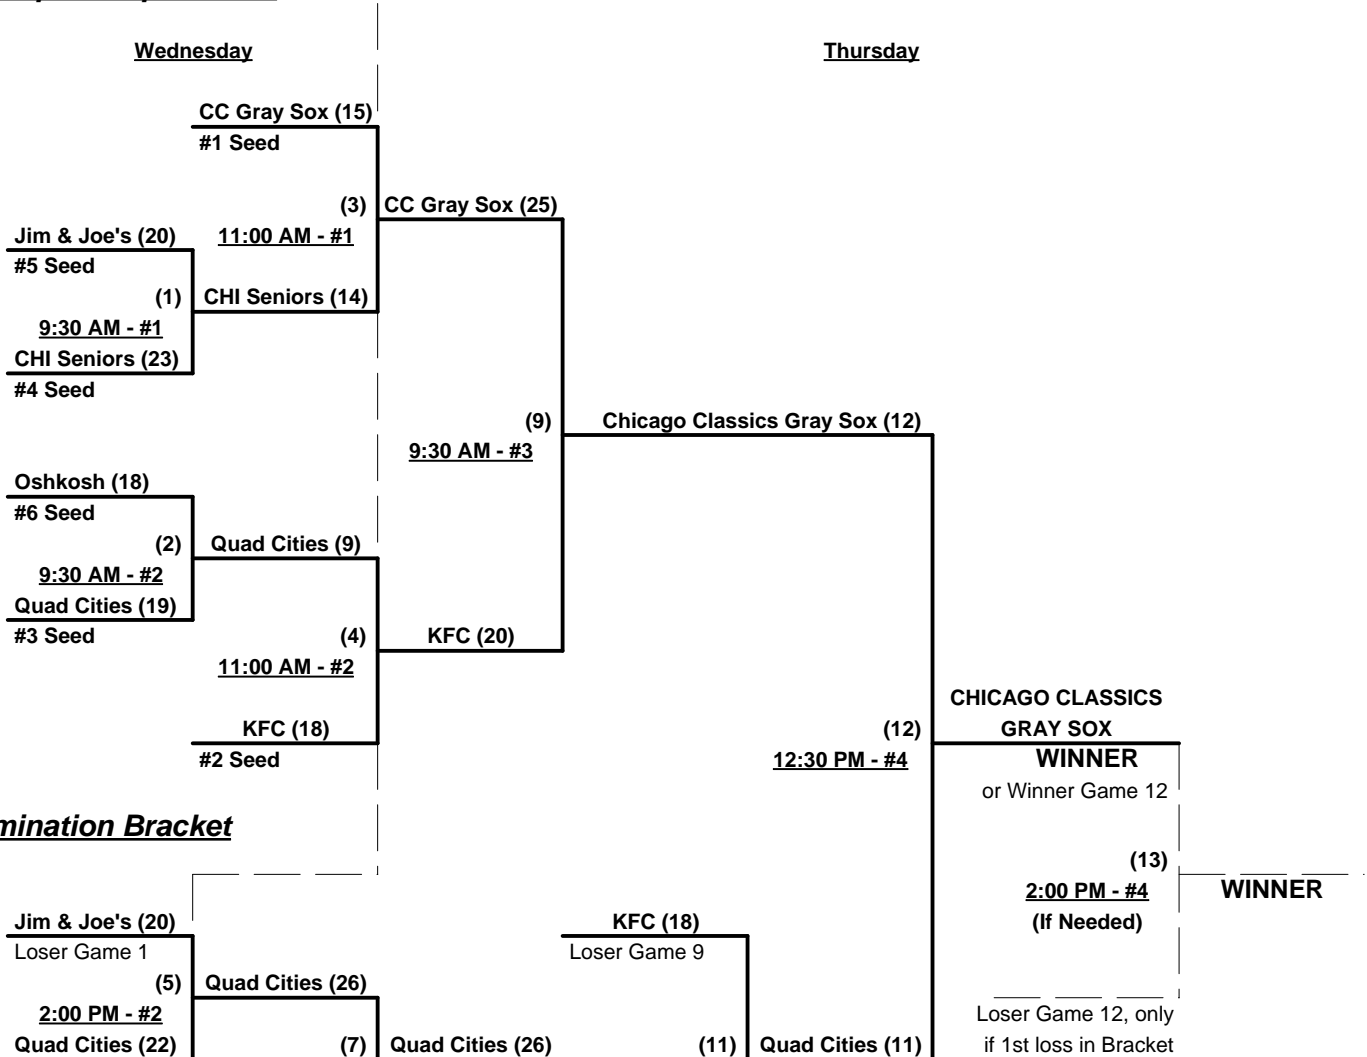 Wednesday
Thursday
CC Gray Sox (15)
#1 Seed
(3)
CC Gray Sox (25)
Jim & Joe's (20)
11:00 AM - #1
#5 Seed
(1)
CHI Seniors (14)
9:30 AM - #1
CHI Seniors (23)
#4 Seed
(9)
Chicago Classics Gray Sox (12)
9:30 AM - #3
Oshkosh (18)
#6 Seed
(2)
Quad Cities (9)
9:30 AM - #2
Quad Cities (19)
#3 Seed
(4)
KFC (20)
11:00 AM - #2
CHICAGO CLASSICS
KFC (18)
(12)
GRAY SOX
#2 Seed
12:30 PM - #4
WINNER
or Winner Game 12
mination Bracket
(13)
2:00 PM - #4
WINNER
Jim & Joe's (20)
KFC (18)
(If Needed)
Loser Game 1
Loser Game 9
(5)
Quad Cities (26)
2:00 PM - #2
Loser Game 12, only
Quad Cities (22)
(7)
Quad Cities (26)
(11)
Quad Cities (11)
if 1st loss in Bracket